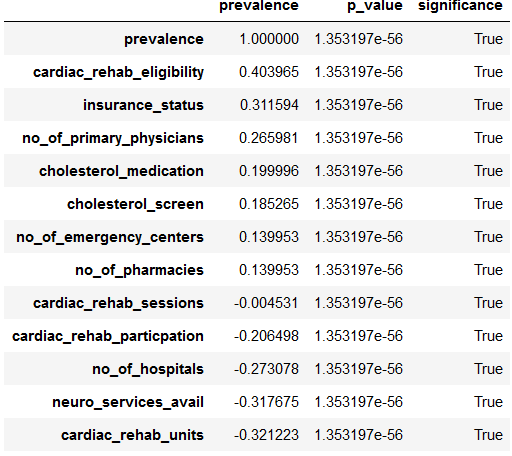 prevalence p_value significance
prevalence 1.000000 1.353197e-56 True
cardiac_rehab_eligibility 0.403965 1.353197e-56 True
insurance_status 0.311594 1.353197e-56 True
no_of_primary_physicians 0.265981 1.353197e-56 True
cholesterol_medication 0.199996 1.353197e-56 True
cholesterol_screen 0.185265 1.353197e-56 True
no_of_emergency_centers 0.139953 1.353197e-56 True
no_of_pharmacies 0.139953 1.353197e-56 True
cardiac_rehab_sessions -0.004531 1.353197e-56 True
cardiac_rehab_particpation -0.206498 1.353197e-56 True
no_of_hospitals -0.273078 1.353197e-56 True
neuro_services_avail -0.317675 1.353197e-56 True
cardiac_rehab_units -0.321223 1.353197e-56 True